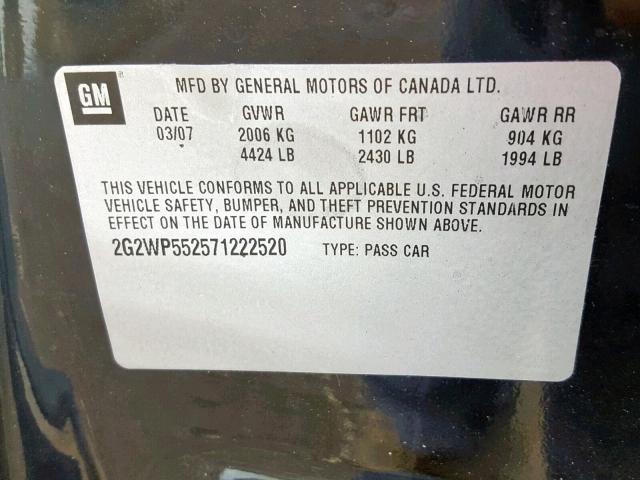 GM
MFD BY GENERAL MOTORS OF CANADA LTD.
DATE GVWR GAWR FRT GAWR RR
03/07 2006 KG 1102 KG 904 KG
4424 LB 2430 LB 1994 LB
THIS VEHICLE CONFORMS TO ALL APPLICABLE U.S. FEDERAL MOTOR
VEHICLE SAFETY, BUMPER, AND THEFT PREVENTION STANDARDS IN
EFFECT ON THE DATE OF MANUFACTURE SHOWN ABOVE.
2G2WP552571222520 TYPE: PASS CAR